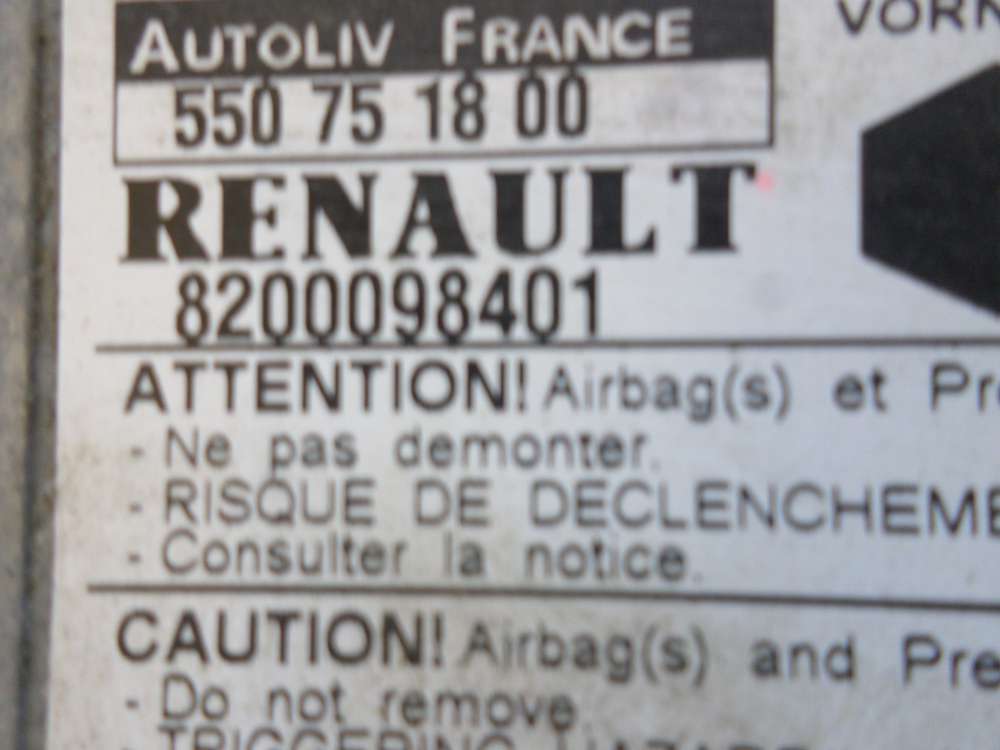 AUTOLIV FRANCE
550 75 18 00
RENAULT
8200098401
ATTENTION! Airbag(s) et
- Ne pas demonter.
- RISQUE DE
- Consulter la notice.
CAUTION! Airbag(s) and
- Do not remove.